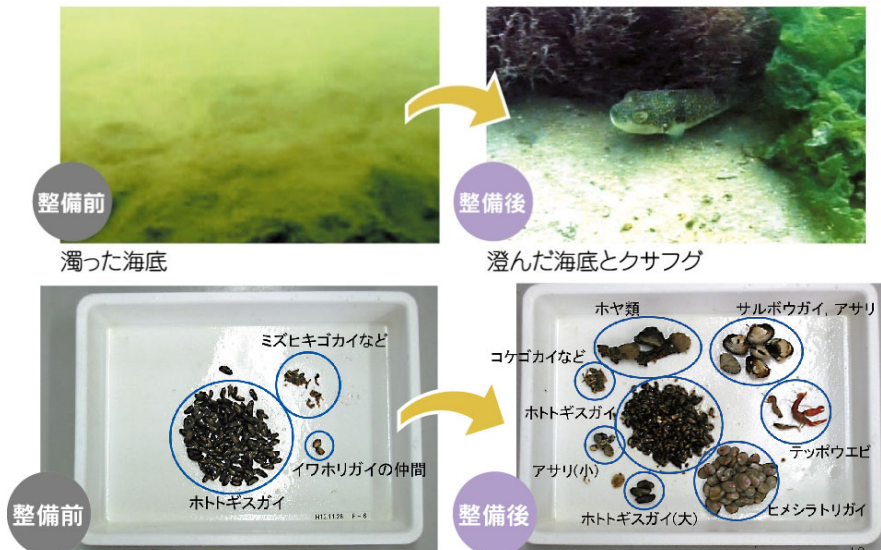 整備前
整備後
濁った海底
澄んだ海底とクサフグ
ミズヒキゴカイなど
イワホリガイの仲間
ホトトギスガイ
整備前
ホヤ類
サルボウガイ, アサリ
コケゴカイなど
ホトトギスガイ
テッポウエビ
アサリ(小)
ホトトギスガイ(大)
ヒメシラトリガイ
整備後